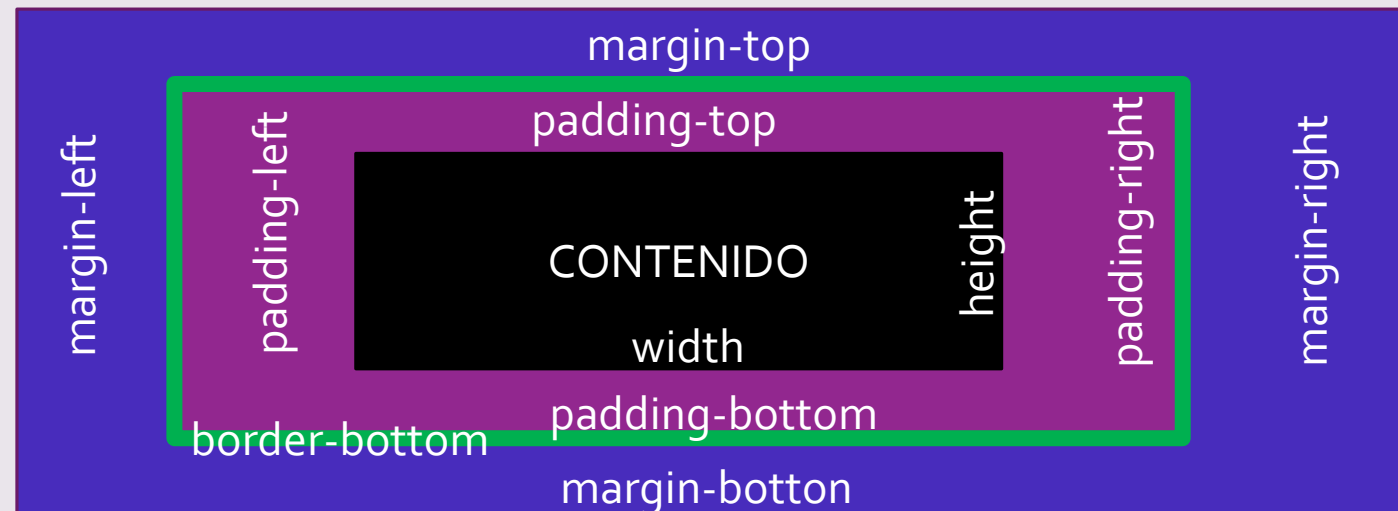 margin-top
padding-top
margin-left
padding-left
CONTENIDO
height
padding-right
margin-right
width
padding-bottom
border-bottom
margin-botton